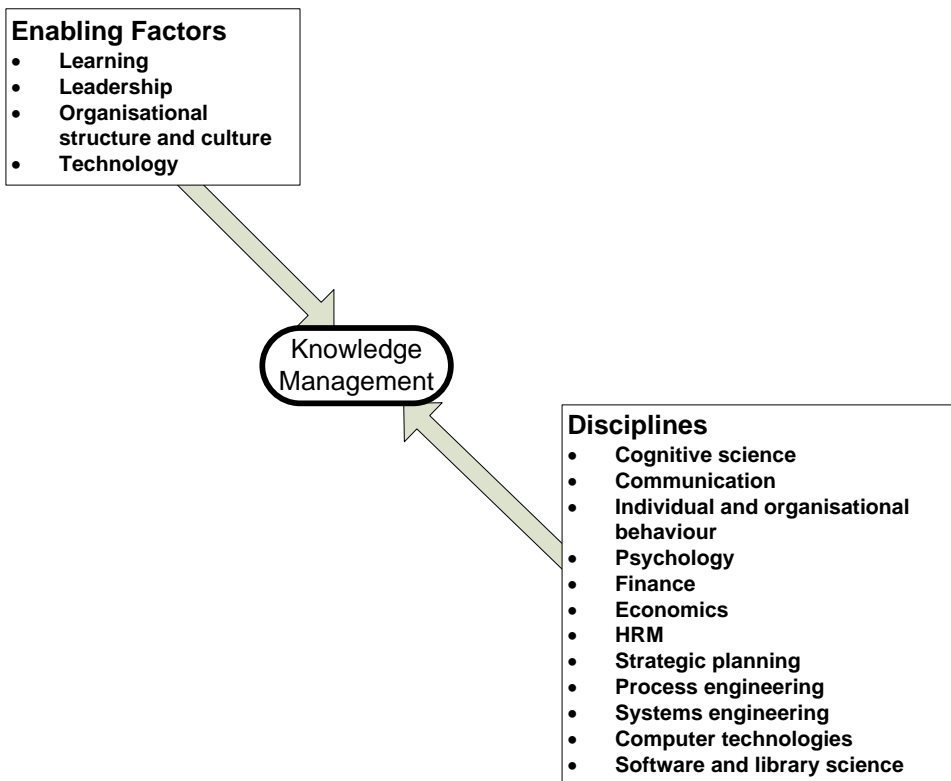 Enabling Factors
• Learning
• Leadership
• Organisational
structure and culture
• Technology
Knowledge
Management
Disciplines
• Cognitive science
• Communication
• Individual and organisational
behaviour
• Psychology
• Finance
• Economics
• HRM
• Strategic planning
• Process engineering
• Systems engineering
• Computer technologies
• Software and library science